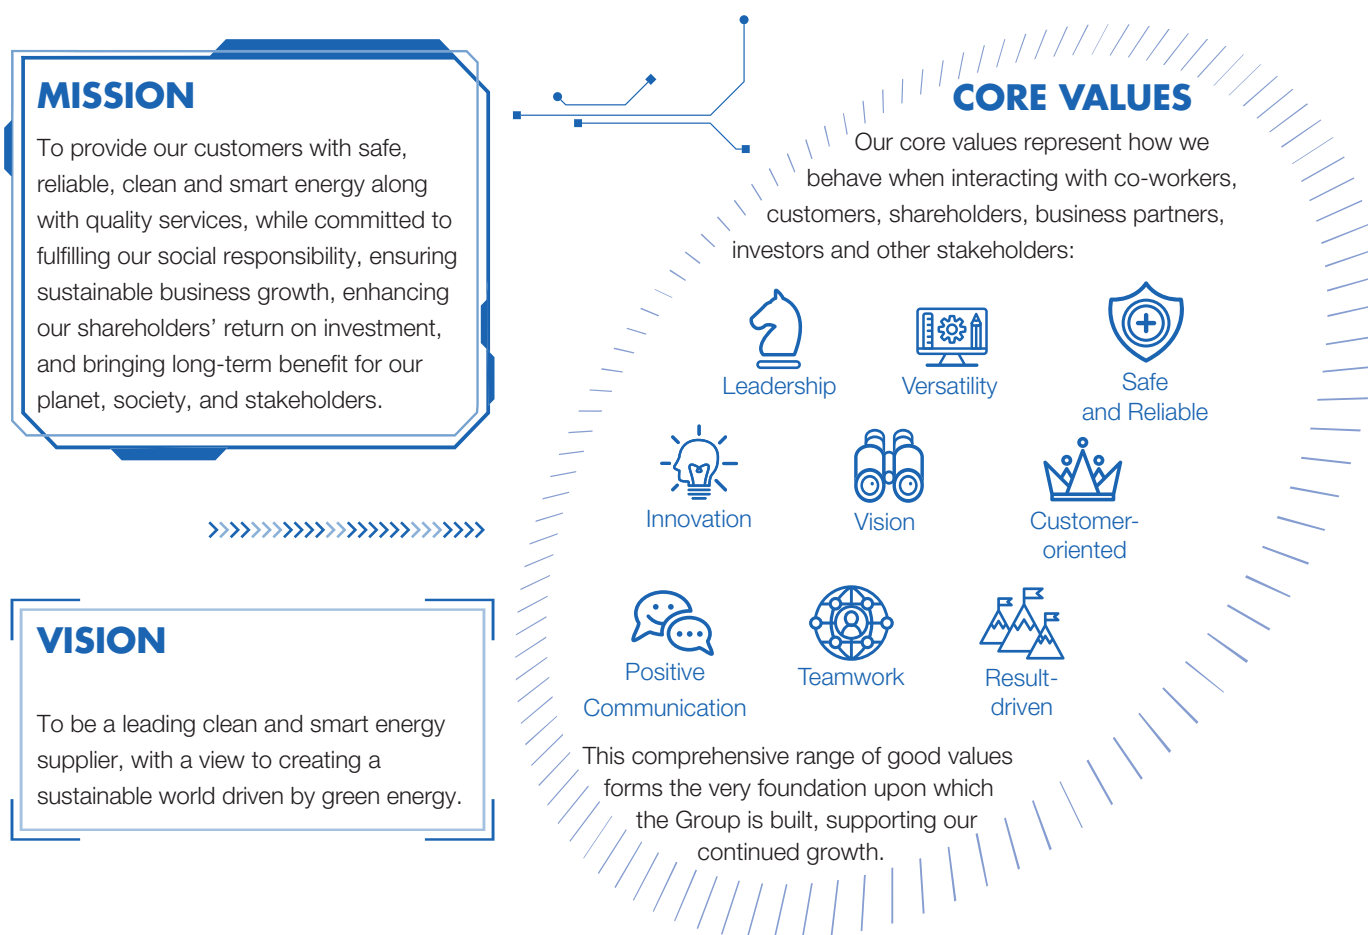 MISSION
To provide our customers with safe,
reliable, clean and smart energy along
with quality services, while committed to
fulfilling our social responsibility, ensuring
sustainable business growth, enhancing
our shareholders’ return on investment,
and bringing long-term benefit for our
planet, society, and stakeholders.
VISION
To be a leading clean and smart energy
supplier, with a view to creating a
sustainable world driven by green energy.
CORE VALUES
Our core values represent how we
behave when interacting with co-workers,
customers, shareholders, business partners,
investors and other stakeholders:
Leadership
Versatility
Safe
and Reliable
Innovation
Vision
Customer-
oriented
Positive
Communication
Teamwork
Result-
driven
This comprehensive range of good values
forms the very foundation upon which
the Group is built, supporting our
continued growth.